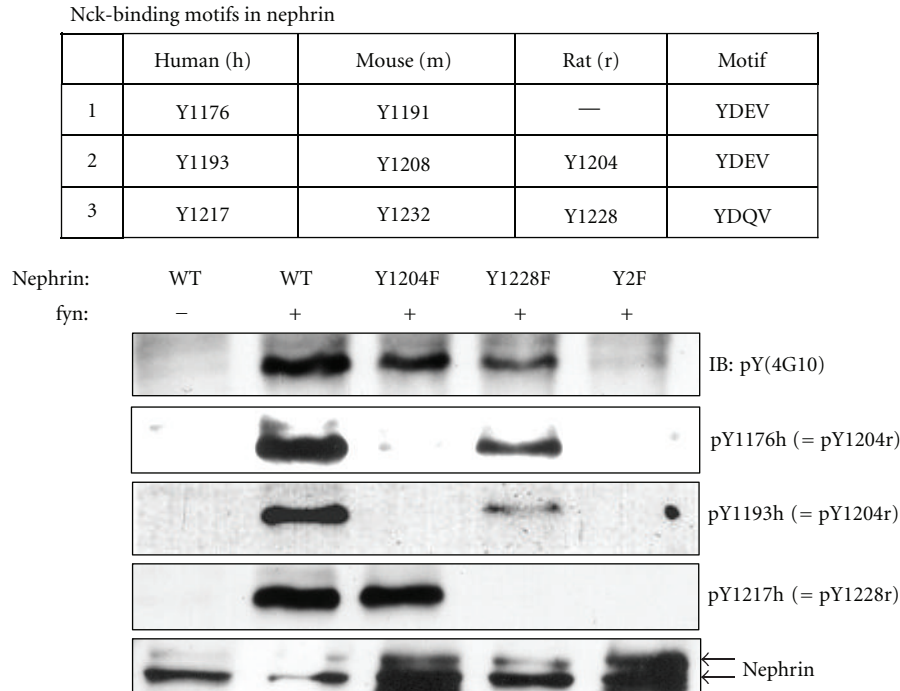 Nck-binding motifs in nephrin
Human (h) Mouse (m) Rat (r) Motif
1 Y1176 Y1191 — YDEV
2 Y1193 Y1208 Y1204 YDEV
3 Y1217 Y1232 Y1228 YDQV
Nephrin: WT WT Y1204F Y1228F Y2F
fyn: − + + + +
IB: pY(4G10)
pY1176h (= pY1204r)
pY1193h (= pY1204r)
pY1217h (= pY1228r)
Nephrin